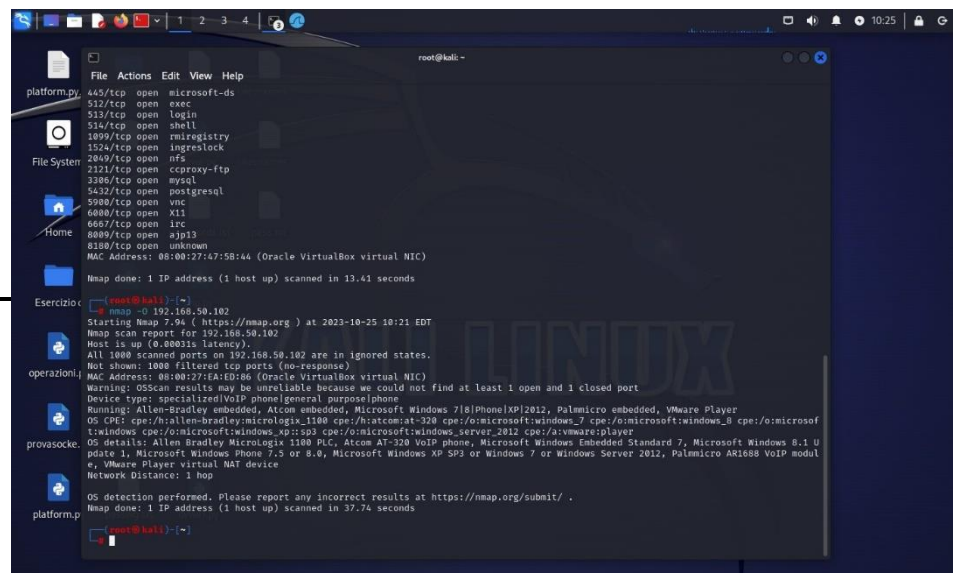 1 2 3 4
3
10:25
root@kali: ~
File Actions Edit View Help
platform.py
File System
Home
Esercizio
operazioni.
provasocke.
platform.p
445/tcp open microsoft-ds
512/tcp open exec
513/tcp open login
514/tcp open shell
1099/tcp open rmiregistry
1524/tcp open ingreslock
2049/tcp open nfs
2121/tcp open ccproxy-ftp
3306/tcp open mysql
5432/tcp open postgresql
5900/tcp open vnc
6000/tcp open X11
6667/tcp open irc
8009/tcp open ajp13
8180/tcp open unknown
MAC Address: 08:00:27:47:5B:44 (Oracle VirtualBox virtual NIC)
Nmap done: 1 IP address (1 host up) scanned in 13.41 seconds
(root@kali)-[~]
# nmap -O 192.168.50.102
Starting Nmap 7.94 ( https://nmap.org ) at 2023-10-25 10:21 EDT
Nmap scan report for 192.168.50.102
Host is up (0.00031s latency).
All 1000 scanned ports on 192.168.50.102 are in ignored states.
Not shown: 1000 filtered tcp ports (no-response)
MAC Address: 08:00:27:EA:ED:86 (Oracle VirtualBox virtual NIC)
Warning: OSScan results may be unreliable because we could not find at least 1 open and 1 closed port
Device type: specialized|VoIP phone|general purpose|phone
Running: Allen-Bradley embedded, Atcom embedded, Microsoft Windows 7|8|Phone|XP|2012, Palmmicro embedded, VMware Player
OS CPE: cpe:/h:allen-bradley:micrologix_1100 cpe:/h:atcom:at-320 cpe:/o:microsoft:windows_7 cpe:/o:microsoft:windows_8 cpe:/o:microsof
t:windows cpe:/o:microsoft:windows_xp::sp3 cpe:/o:microsoft:windows_server_2012 cpe:/a:vmware:player
OS details: Allen Bradley MicroLogix 1100 PLC, Atcom AT-320 VoIP phone, Microsoft Windows Embedded Standard 7, Microsoft Windows 8.1 U
pdate 1, Microsoft Windows Phone 7.5 or 8.0, Microsoft Windows XP SP3 or Windows 7 or Windows Server 2012, Palmmicro AR1688 VoIP modul
e, VMware Player virtual NAT device
Network Distance: 1 hop
OS detection performed. Please report any incorrect results at https://nmap.org/submit/ .
Nmap done: 1 IP address (1 host up) scanned in 37.74 seconds
(root@kali)-[~]
#
KALI LINUX